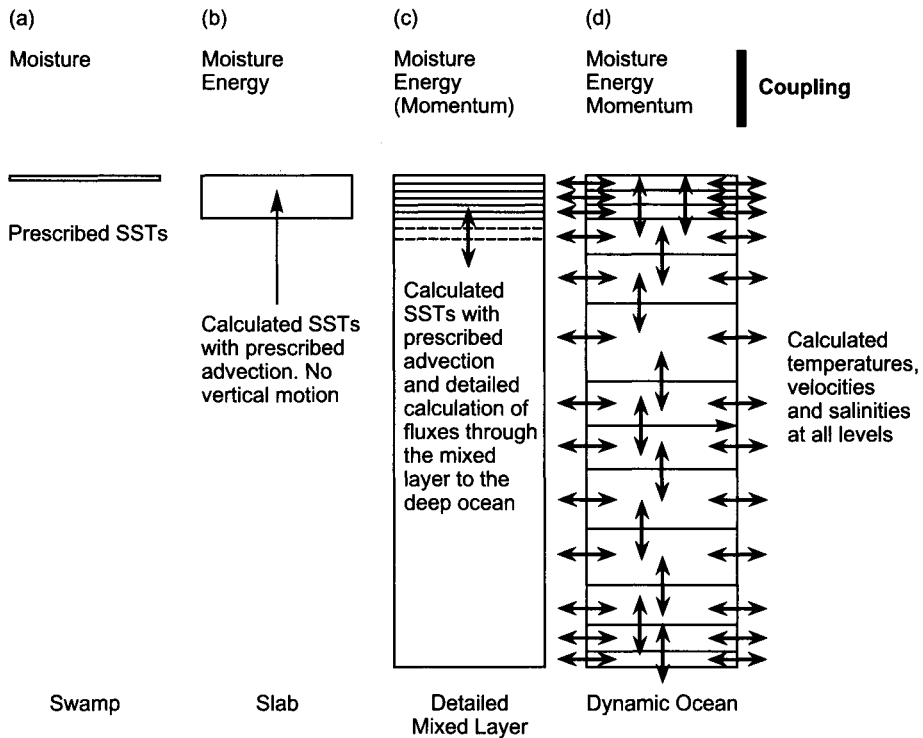 (a)
(b)
(c)
(d)
Moisture
Moisture
Energy
Moisture
Energy
(Momentum)
Moisture
Energy
Momentum
Coupling
Prescribed SSTs
Calculated SSTs
with prescribed
advection. No
vertical motion
Calculated
SSTs with
prescribed
advection
and detailed
calculation of
fluxes through
the mixed
layer to the
deep ocean
Calculated
temperatures,
velocities
and salinities
at all levels
Swamp
Slab
Detailed
Mixed Layer
Dynamic Ocean